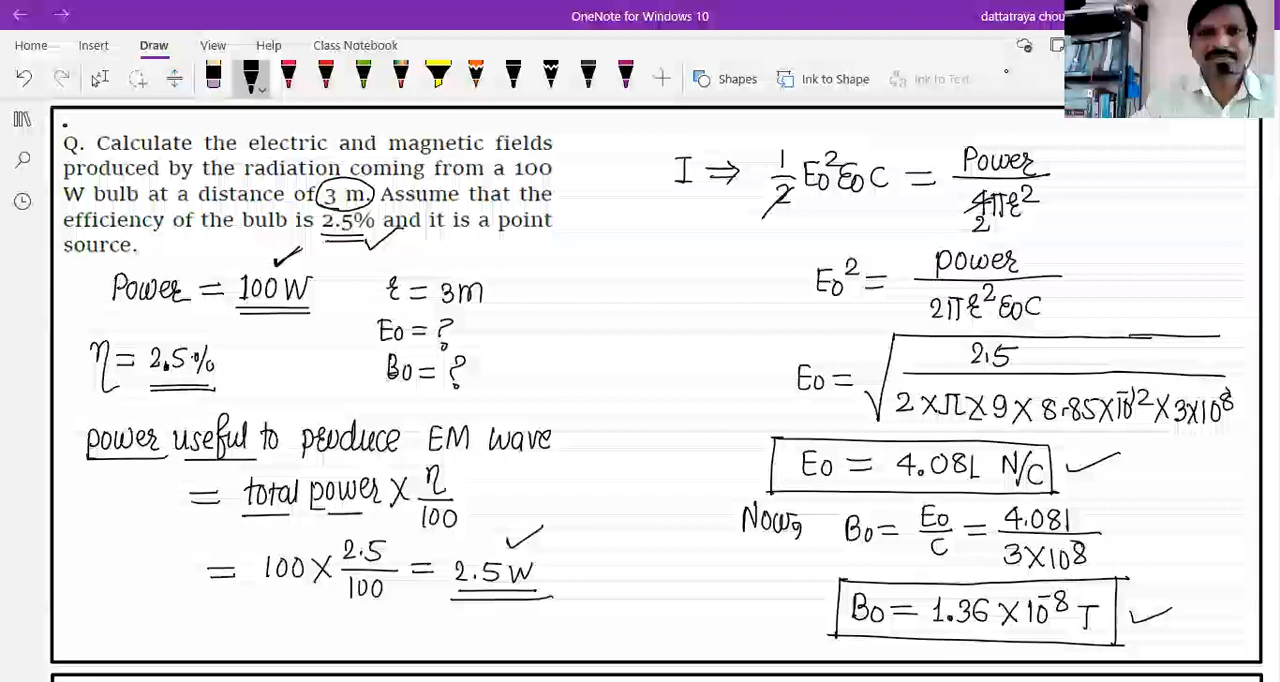 OneNote for Windows 10
dattatraya chou
Home Insert Draw View Help Class Notebook
Shapes Ink to Shape Ink to Text
Q. Calculate the electric and magnetic fields
produced by the radiation coming from a 100
W bulb at a distance of 3 m. Assume that the
efficiency of the bulb is 2.5% and it is a point
source.
Power = 100 W
r = 3m
E0 = ?
η = 2.5%
B0 = ?
power useful to produce EM wave
= total power × η/100
= 100 × 2.5/100 = 2.5 W
I ⇒ 1/2 E0² ε0 C = Power/4πr²
2
E0² = power/2πr² ε0 C
E0 = √2.5/2×π×9×8.85×10⁻¹²×3×10⁸
E0 = 4.081 N/C
Now, B0 = E0/C = 4.081/3×10⁸
B0 = 1.36 × 10⁻⁸ T